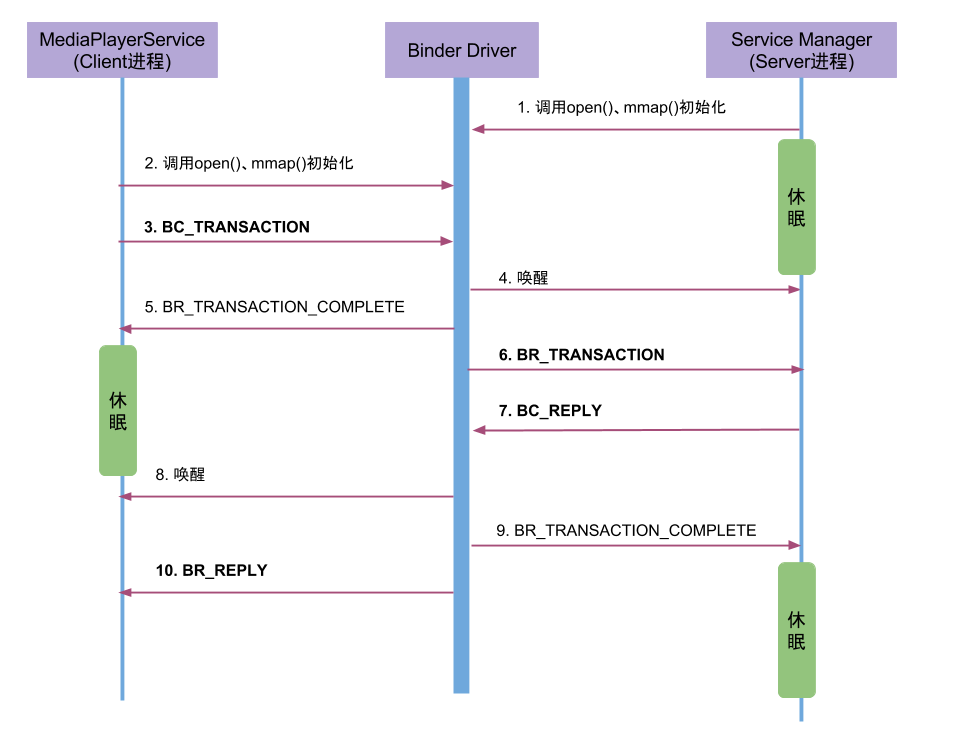 MediaPlayerService
(Client进程)
Binder Driver
Service Manager
(Server进程)
1. 调用open()、mmap()初始化
休
眠
2. 调用open()、mmap()初始化
3. BC_TRANSACTION
4. 唤醒
5. BR_TRANSACTION_COMPLETE
6. BR_TRANSACTION
休
眠
7. BC_REPLY
8. 唤醒
9. BR_TRANSACTION_COMPLETE
10. BR_REPLY
休
眠